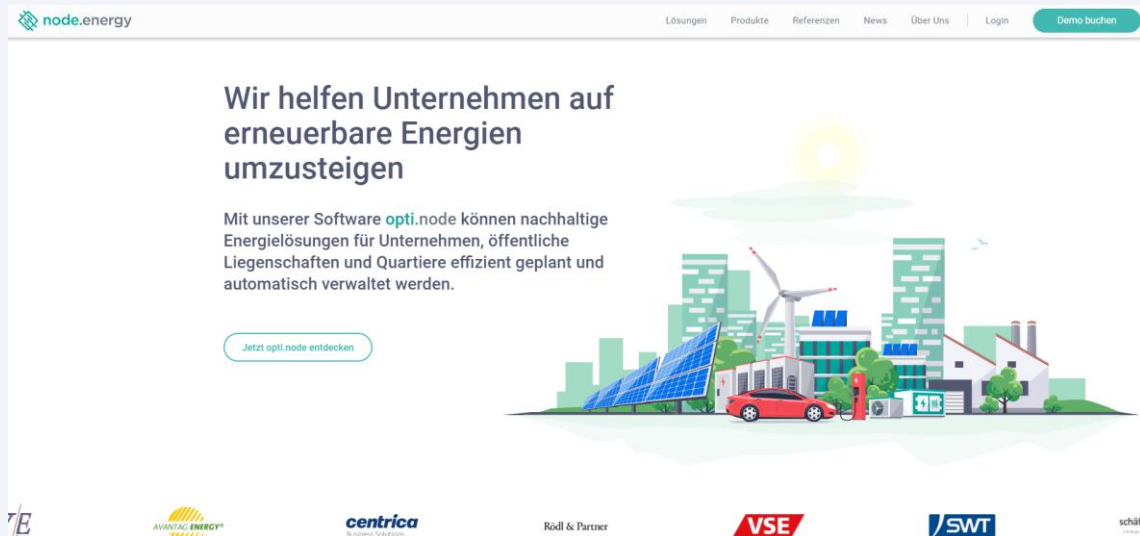 node.energy
Lösungen Produkte Referenzen News Über Uns Login Demo buchen
Wir helfen Unternehmen auf
erneuerbare Energien
umzusteigen
Mit unserer Software opti.node können nachhaltige
Energielösungen für Unternehmen, öffentliche
Liegenschaften und Quartiere effizient geplant und
automatisch verwaltet werden.
Jetzt opti.node entdecken
AVANTAG ENERGY
centrica
Business Solutions
Rödl & Partner
VSE
SWT